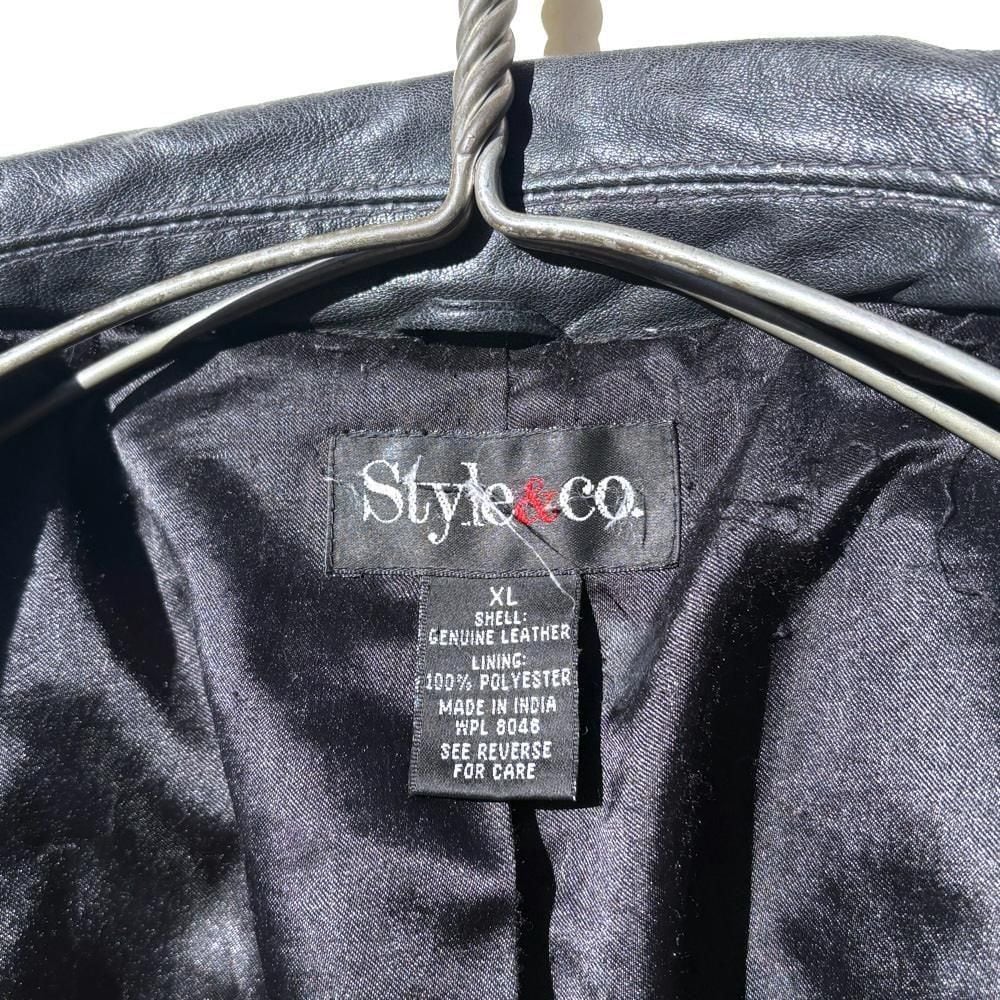 Style&co.
XL
SHELL:
GENUINE LEATHER
LINING:
100% POLYESTER
MADE IN INDIA
WPL 8046
SEE REVERSE
FOR CARE